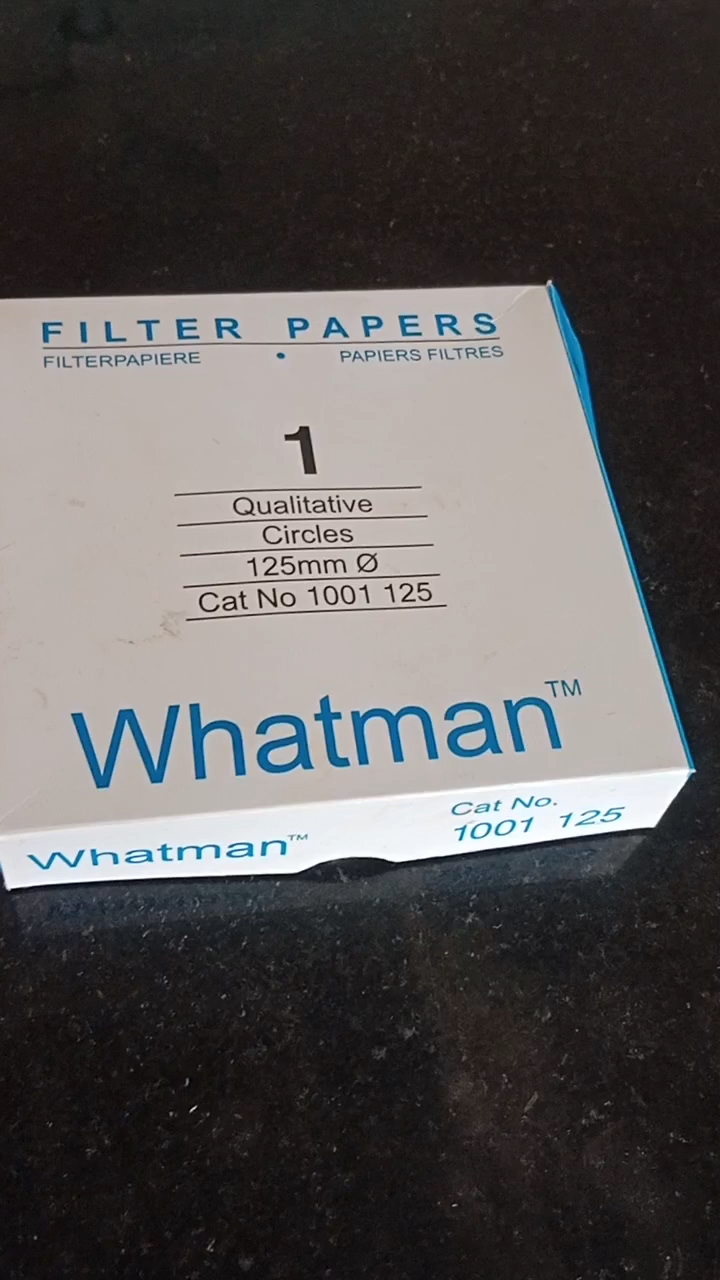 FILTER PAPERS
FILTERPAPIERE • PAPIERS FILTRES
1
Qualitative
Circles
125mm Ø
Cat No 1001 125
Whatman™
Cat No.
Whatman™ 1001 125